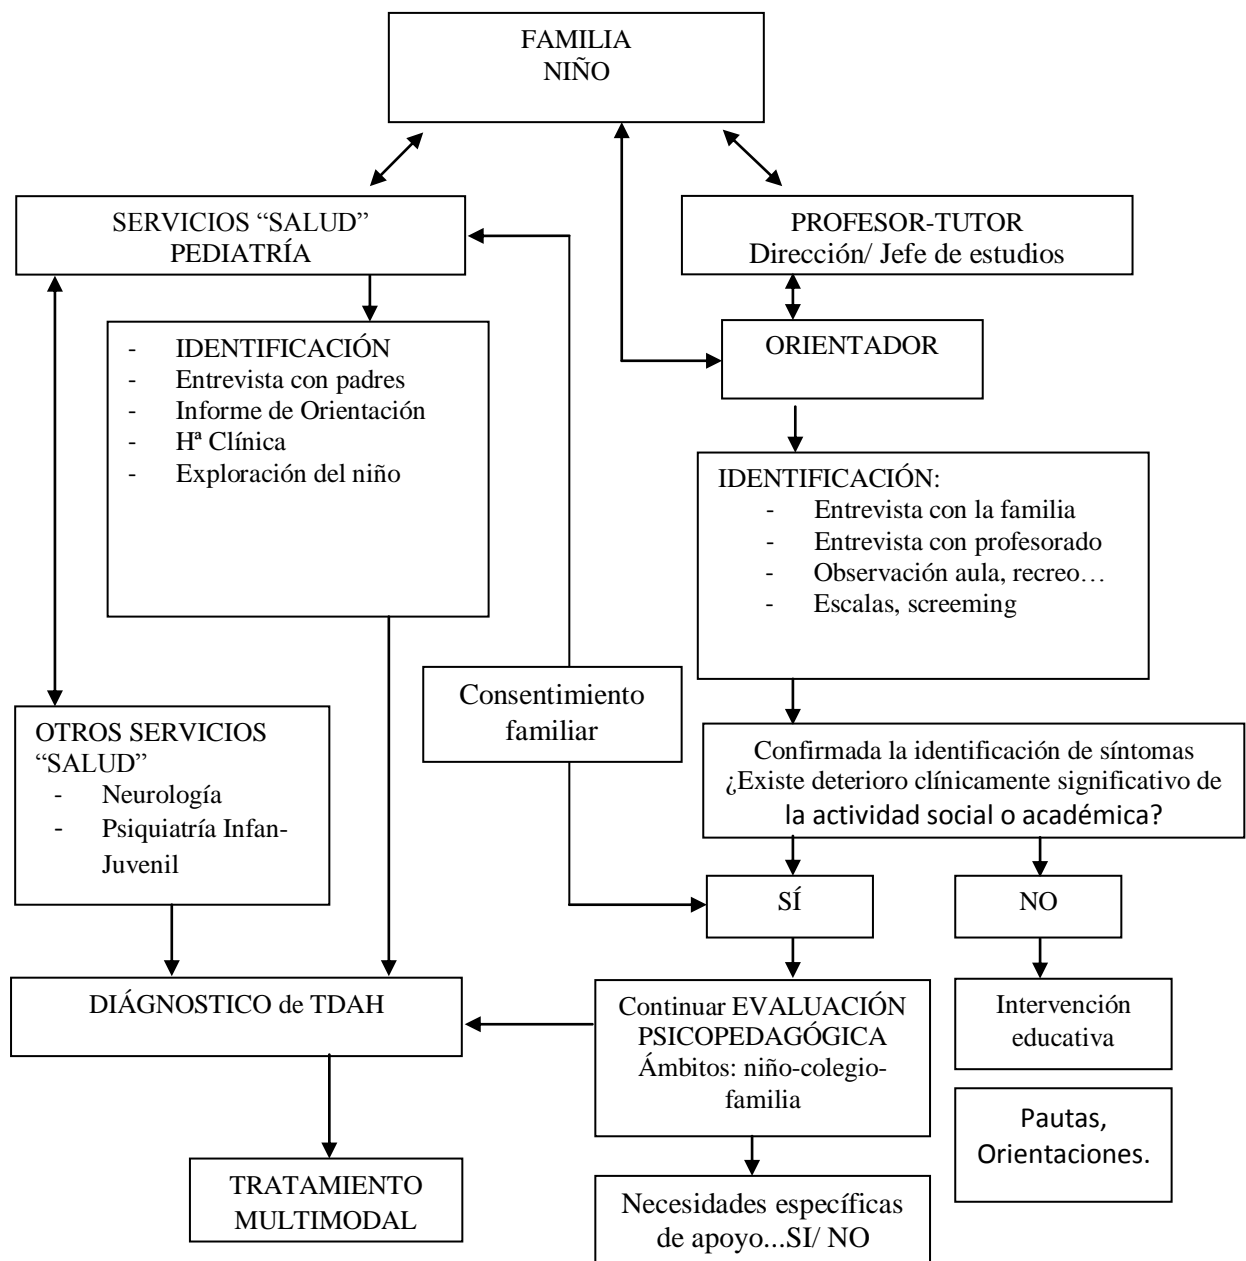 FAMILIA
NIÑO
SERVICIOS “SALUD”
PEDIATRÍA
PROFESOR-TUTOR
Dirección/ Jefe de estudios
ORIENTADOR
- IDENTIFICACIÓN
- Entrevista con padres
- Informe de Orientación
- Hª Clínica
- Exploración del niño
IDENTIFICACIÓN:
- Entrevista con la familia
- Entrevista con profesorado
- Observación aula, recreo…
- Escalas, screeming
Consentimiento
familiar
OTROS SERVICIOS
“SALUD”
- Neurología
- Psiquiatría Infan-
Juvenil
Confirmada la identificación de síntomas
¿Existe deterioro clínicamente significativo de
la actividad social o académica?
SÍ
NO
DIÁGNOSTICO de TDAH
Continuar EVALUACIÓN
PSICOPEDAGÓGICA
Ámbitos: niño-colegio-
familia
Intervención
educativa
Pautas,
Orientaciones.
TRATAMIENTO
MULTIMODAL
Necesidades específicas
de apoyo...SI/ NO